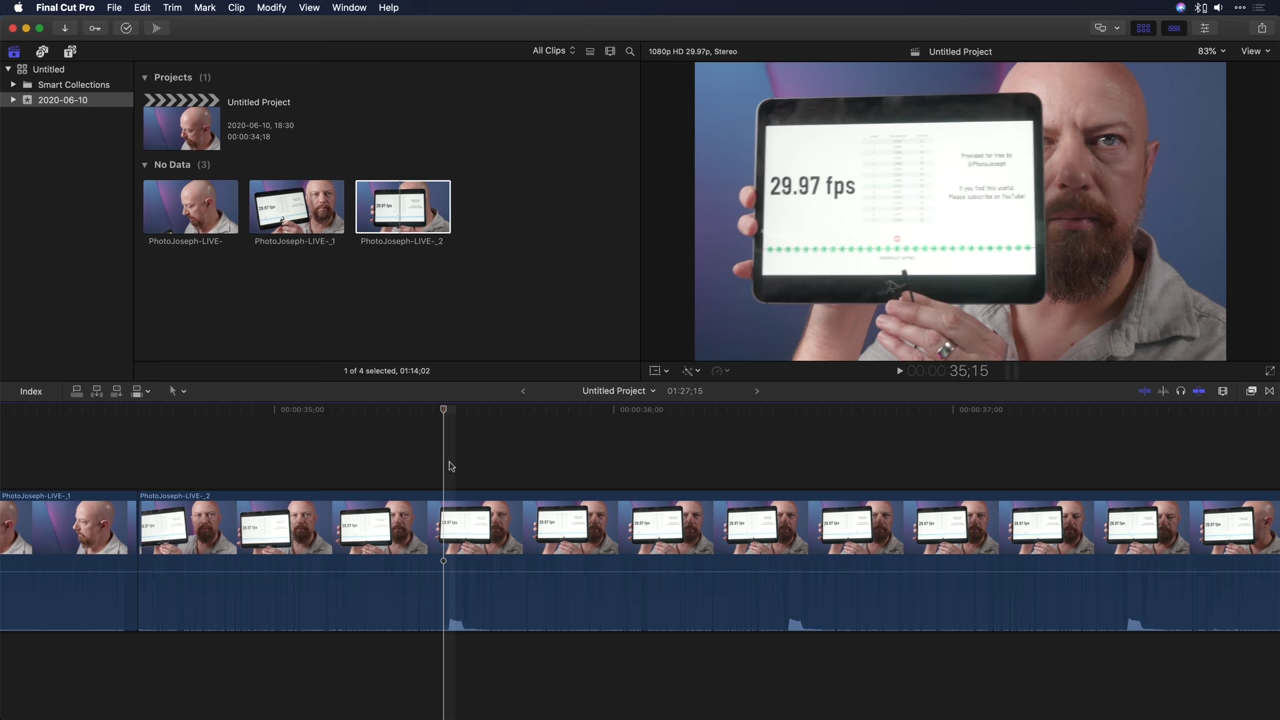 Final Cut Pro File Edit Trim Mark Clip Modify View Window Help
All Clips
1080p HD 29.97p, Stereo
Untitled Project
83%
View
Untitled
Smart Collections
2020-06-10
Projects (1)
Untitled Project
2020-06-10, 18:30
00:00:34;18
No Data (3)
PhotoJoseph-LIVE-
PhotoJoseph-LIVE-_1
PhotoJoseph-LIVE-_2
1 of 4 selected, 01:14;02
29.97 fps
Provided for free by
@PhotoJoseph
If you find this useful,
Please subscribe on YouTube!
00:00:35;15
Index
Untitled Project
01:27;15
00:00:35;00
00:00:36;00
00:00:37;00
PhotoJoseph-LIVE-_1
PhotoJoseph-LIVE-_2